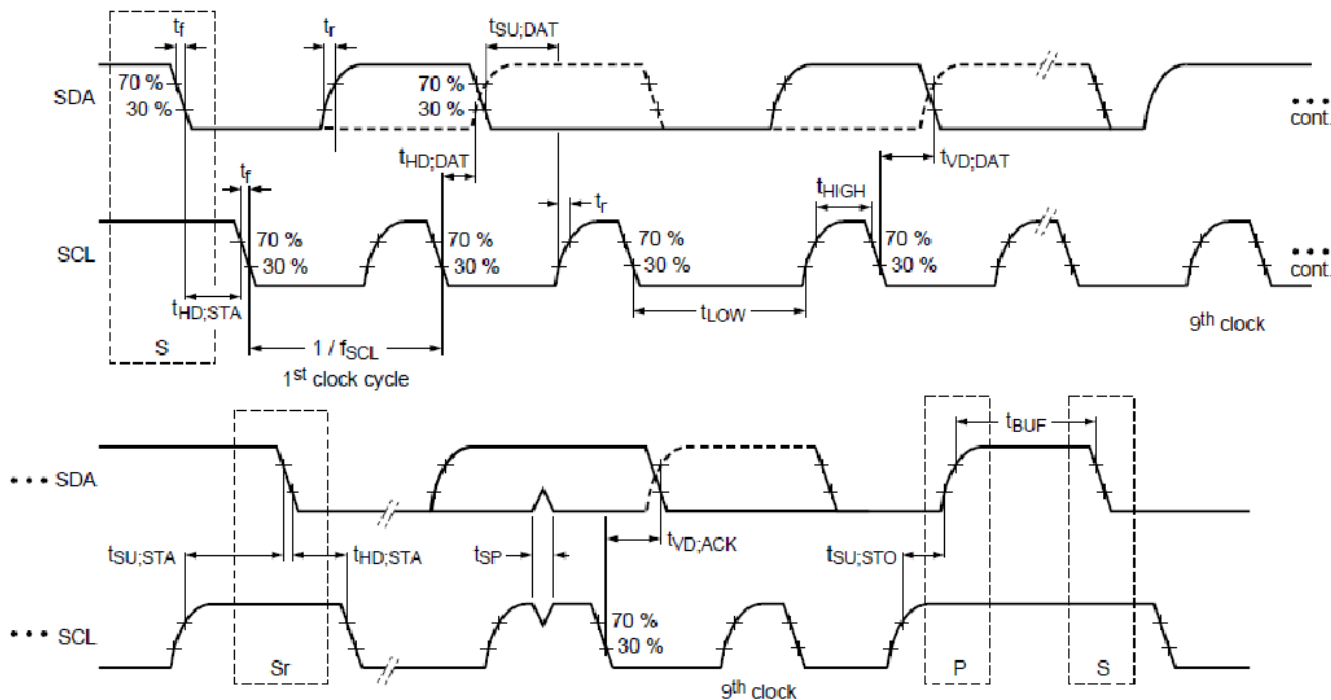 tf tr tSU;DAT
70 % 70 %
SDA
30 % 30 %
cont.
tHD;DAT tVD;DAT
tf tr tHIGH
70 % 70 % 70 %
SCL
30 % 30 % 30 % 30 %
cont.
tHD;STA tLOW
9th clock
S 1 / fSCL
1st clock cycle
tBUF
SDA
tSU;STA tHD;STA tSP tVD;ACK tSU;STO
SCL
70 %
30 %
Sr P S
9th clock